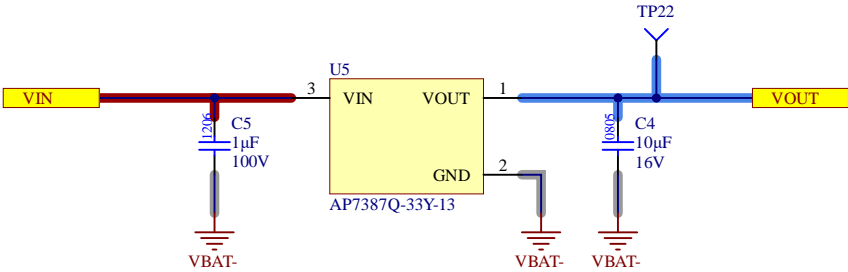 TP22
U5
VIN
3
VIN
VOUT
1
VOUT
1206
C5
1µF
100V
0805
C4
10µF
16V
GND
2
AP7387Q-33Y-13
VBAT-
VBAT-
VBAT-